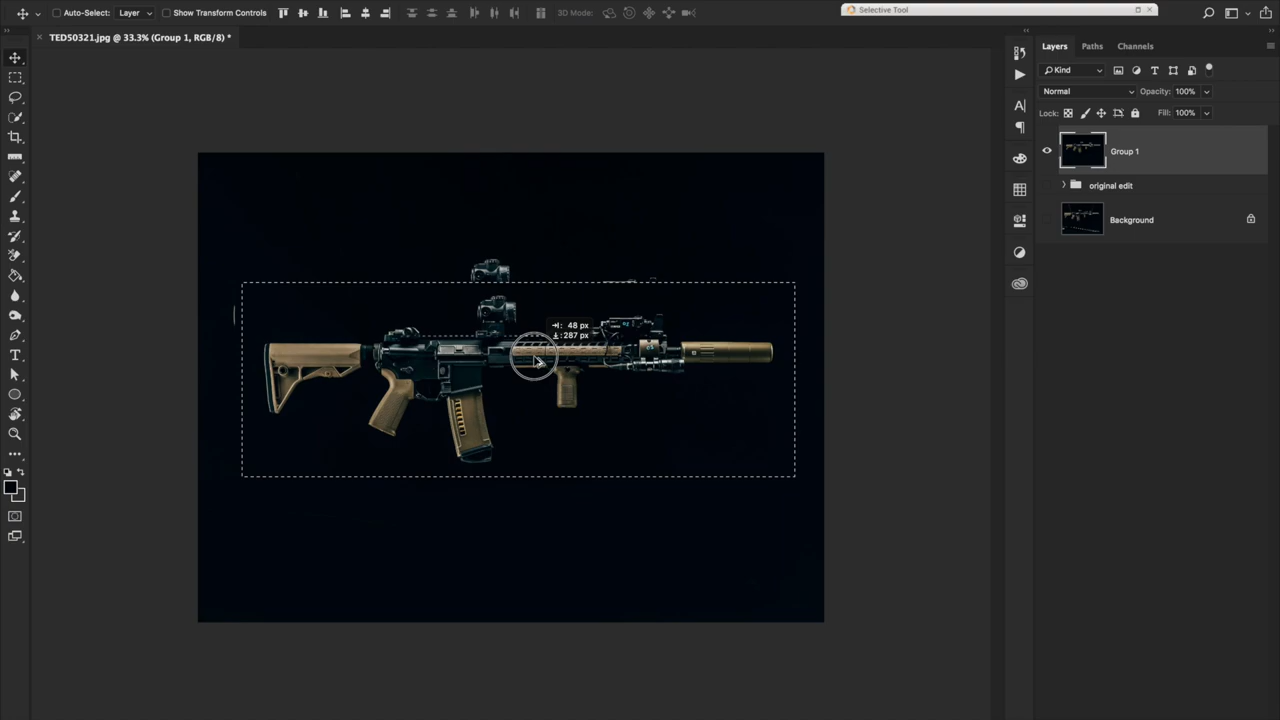 Auto-Select: Layer Show Transform Controls 3D Mode: Selective Tool
TED50321.jpg @ 33.3% (Group 1, RGB/8) *
Layers Paths Channels
Kind
Normal Opacity: 100%
Lock: Fill: 100%
Group 1
original edit
Background
48 px
287 px